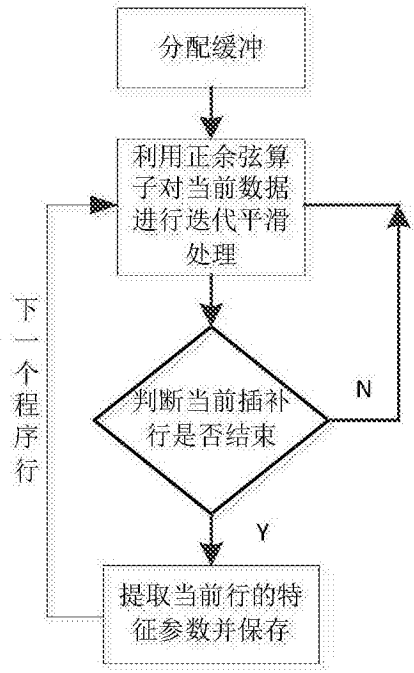 分配缓冲
利用正余弦算
子对当前数据
进行迭代平滑
处理
下一个程序行
判断当前插补
行是否结束
N
Y
提取当前行的特
征参数并保存